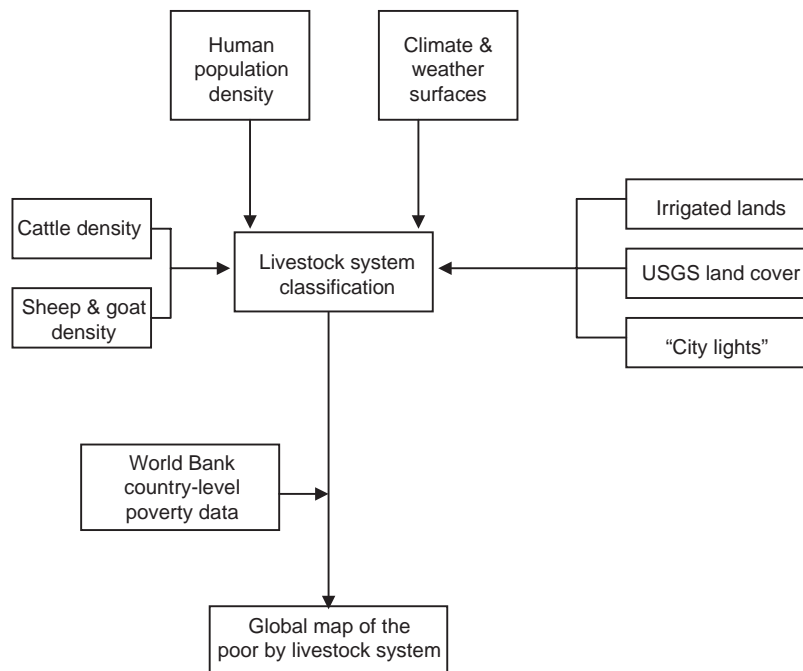 Human
population
density
Climate &
weather
surfaces
Cattle density
Sheep & goat
density
Livestock system
classification
Irrigated lands
USGS land cover
“City lights”
World Bank
country-level
poverty data
Global map of the
poor by livestock system